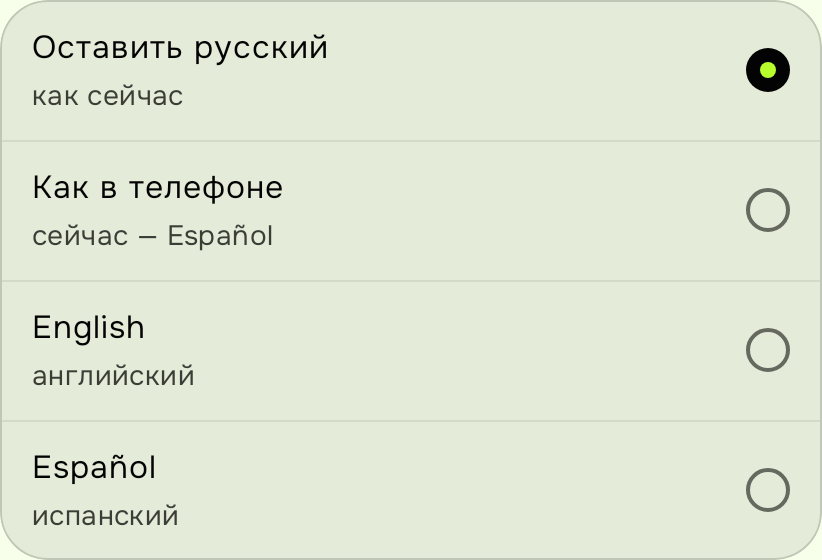 Оставить русский
как сейчас
Как в телефоне
сейчас — Español
English
английский
Español
испанский